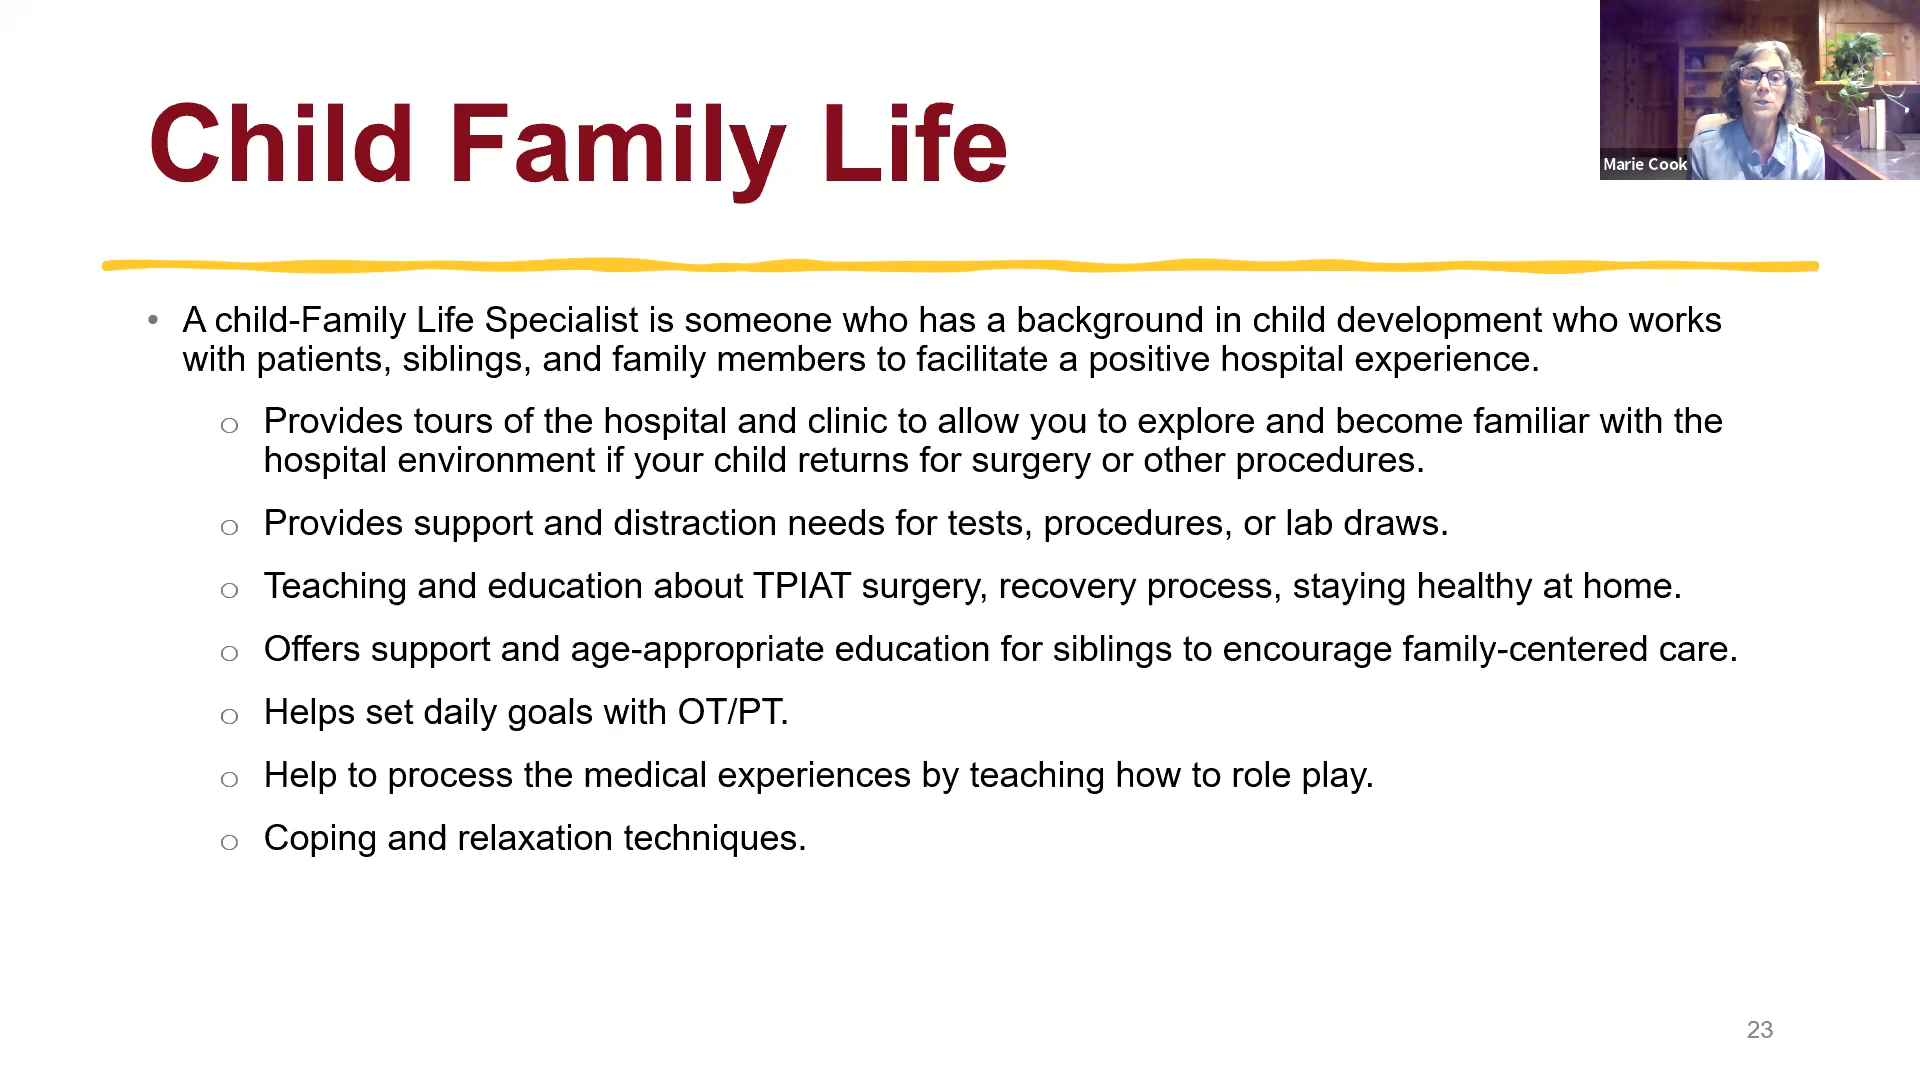 Child Family Life
Marie Cook
• A child-Family Life Specialist is someone who has a background in child development who works
with patients, siblings, and family members to facilitate a positive hospital experience.
o Provides tours of the hospital and clinic to allow you to explore and become familiar with the
hospital environment if your child returns for surgery or other procedures.
o Provides support and distraction needs for tests, procedures, or lab draws.
o Teaching and education about TPIAT surgery, recovery process, staying healthy at home.
o Offers support and age-appropriate education for siblings to encourage family-centered care.
o Helps set daily goals with OT/PT.
o Help to process the medical experiences by teaching how to role play.
o Coping and relaxation techniques.
23